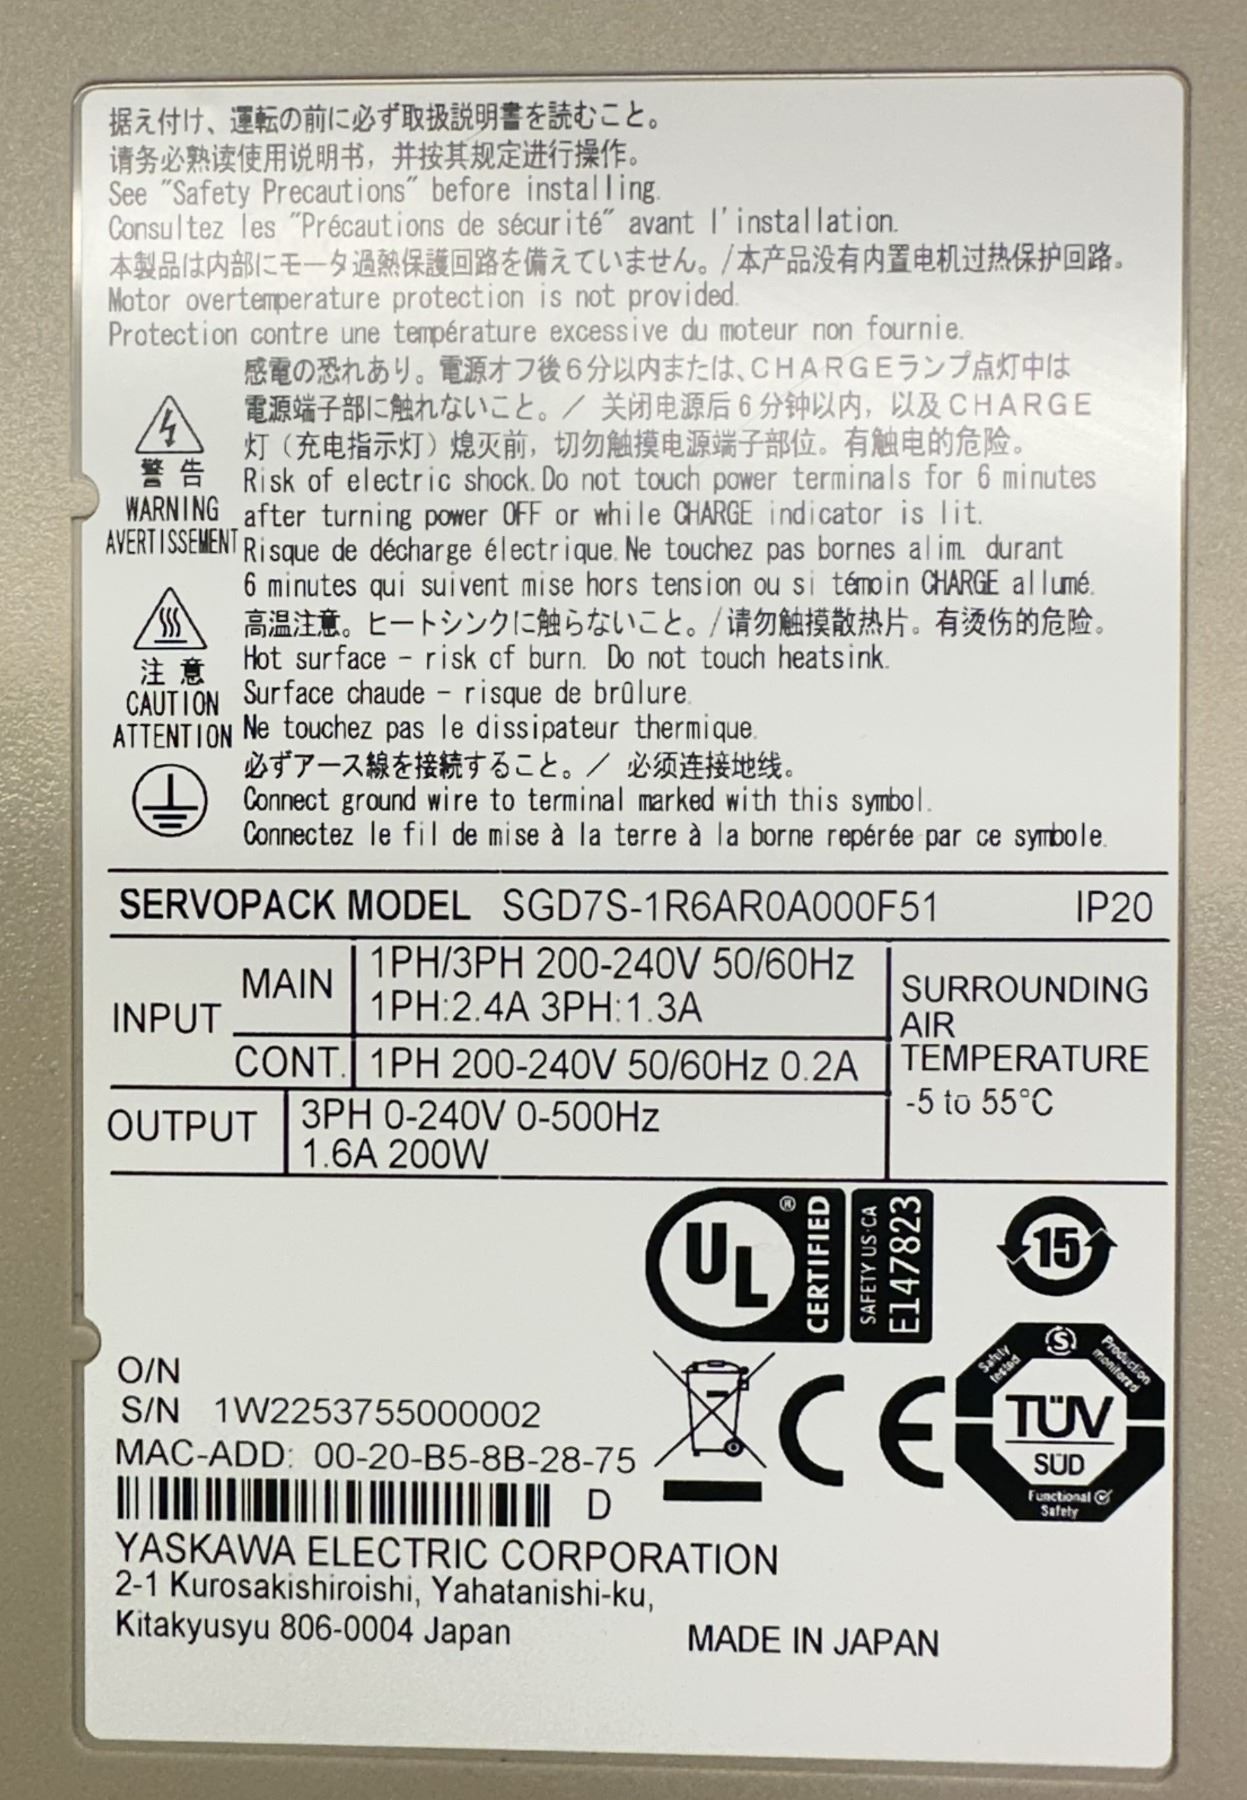 据え付け、運転の前に必ず取扱説明書を読むこと。
请务必熟读使用说明书，并按其规定进行操作。
See "Safety Precautions" before installing.
Consultez les "Précautions de sécurité" avant l'installation.
本製品は内部にモータ過熱保護回路を備えていません。/本产品没有内置电机过热保护回路。
Motor overtemperature protection is not provided.
Protection contre une température excessive du moteur non fournie.
感電の恐れあり。電源オフ後6分以内または、CHARGEランプ点灯中は
電源端子部に触れないこと。／ 关闭电源后6分钟以内，以及CHARGE
灯（充电指示灯）熄灭前，切勿触摸电源端子部位。有触电的危险。
警 告
WARNING
AVERTISSEMENT
Risk of electric shock. Do not touch power terminals for 6 minutes
after turning power OFF or while CHARGE indicator is lit.
Risque de décharge électrique. Ne touchez pas bornes alim. durant
6 minutes qui suivent mise hors tension ou si témoin CHARGE allumé.
高温注意。ヒートシンクに触らないこと。/请勿触摸散热片。有烫伤的危险。
注 意
CAUTION
ATTENTION
Hot surface – risk of burn. Do not touch heatsink.
Surface chaude – risque de brûlure.
Ne touchez pas le dissipateur thermique.
必ずアース線を接続すること。／ 必须连接地线。
Connect ground wire to terminal marked with this symbol.
Connectez le fil de mise à la terre à la borne repérée par ce symbole.
SERVOPACK MODEL SGD7S-1R6AR0A000F51 IP20
INPUT
MAIN
1PH/3PH 200-240V 50/60Hz
1PH:2.4A 3PH:1.3A
CONT.
1PH 200-240V 50/60Hz 0.2A
OUTPUT
3PH 0-240V 0-500Hz
1.6A 200W
SURROUNDING
AIR
TEMPERATURE
-5 to 55°C
UL ®
CERTIFIED
SAFETY US·CA
E147823
15
O/N
S/N 1W2253755000002
MAC-ADD: 00-20-B5-8B-28-75
D
CE
Safety
tested
S
Production
monitored
TÜV
SÜD
Functional
Safety
YASKAWA ELECTRIC CORPORATION
2-1 Kurosakishiroishi, Yahatanishi-ku,
Kitakyusyu 806-0004 Japan
MADE IN JAPAN